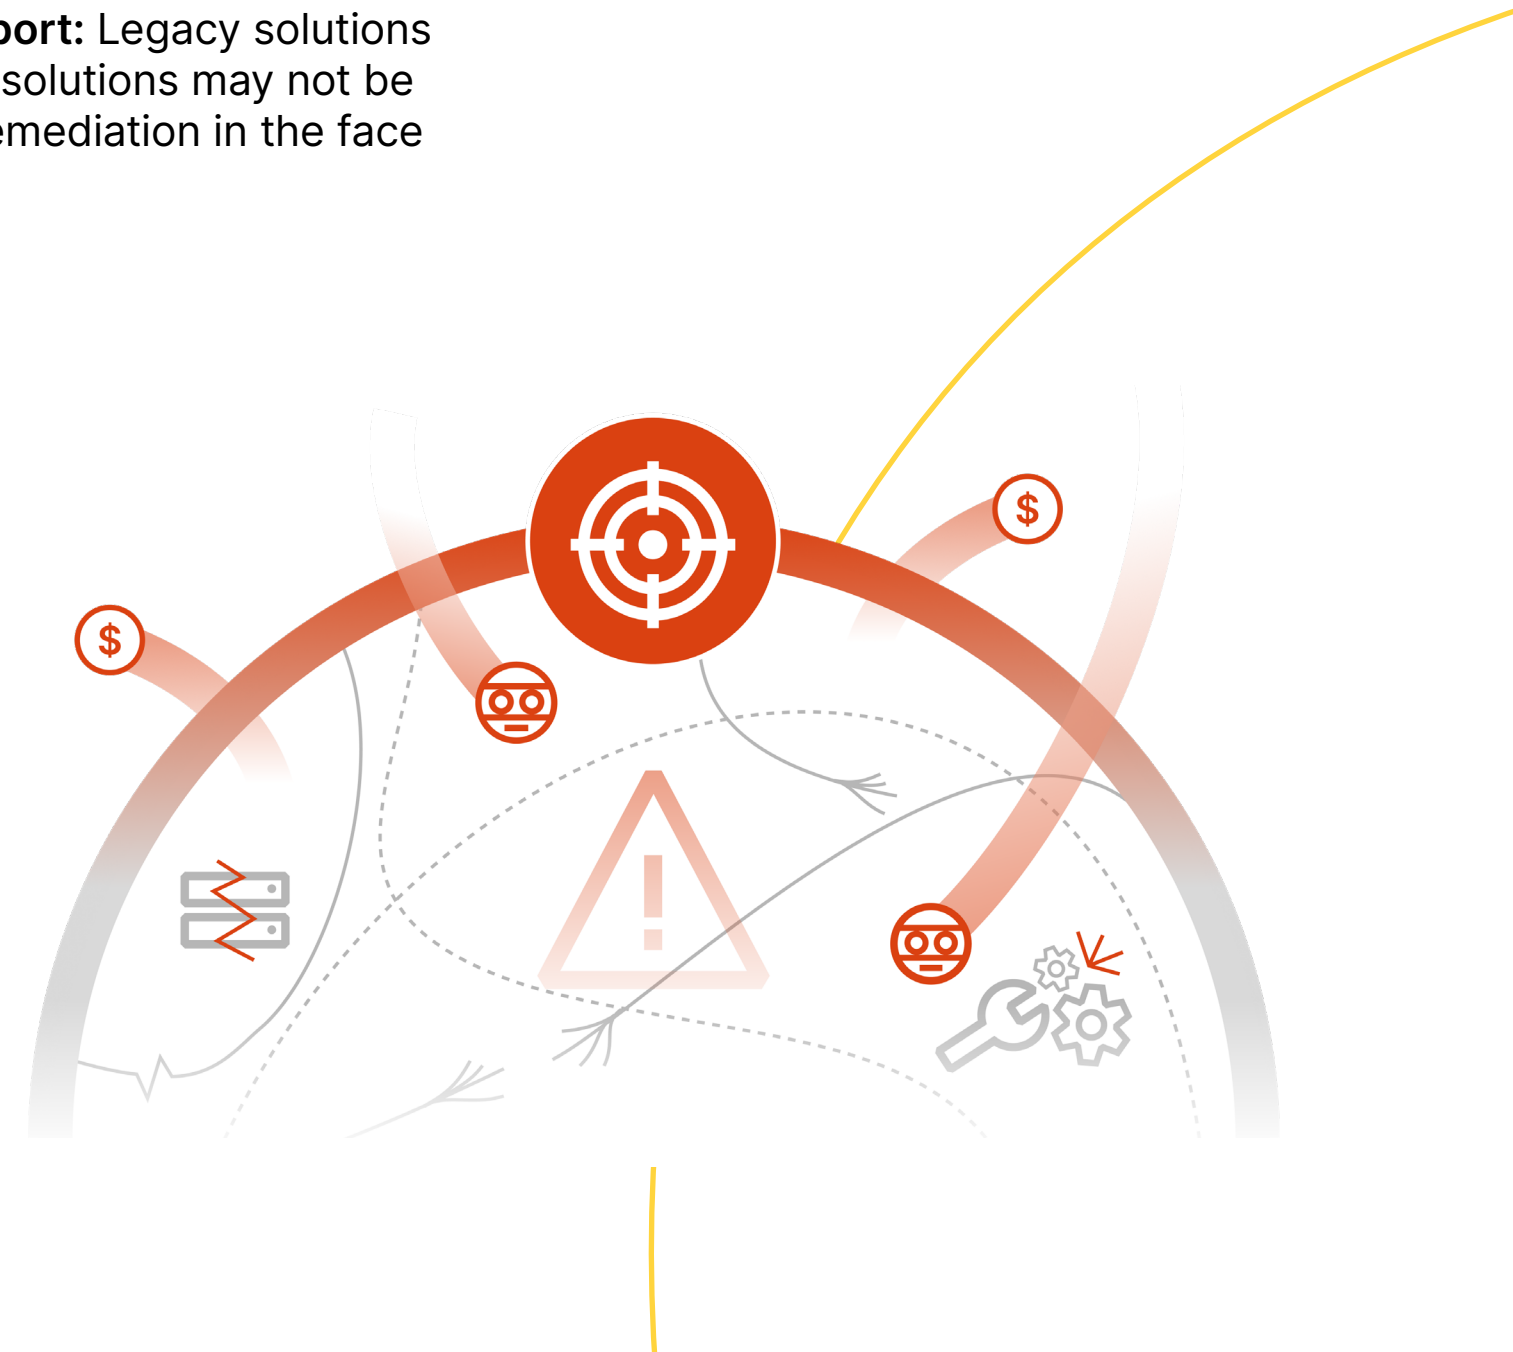 port: Legacy solutions
solutions may not be
emediation in the face
$
$